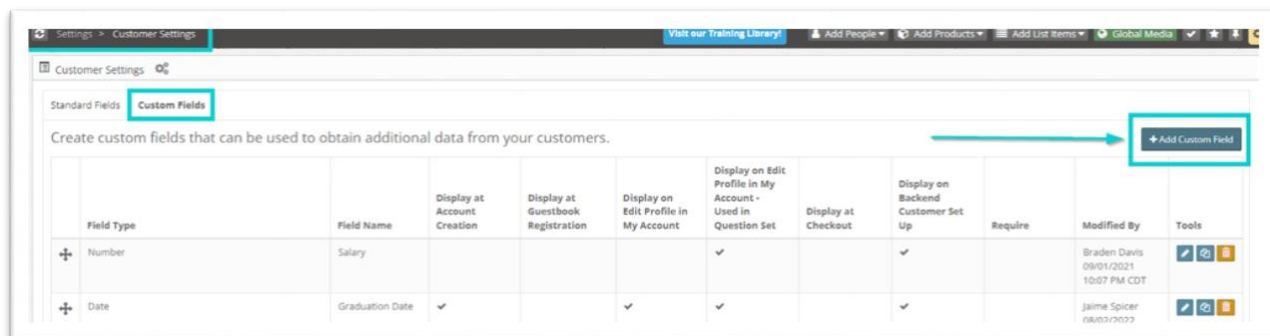 Settings > Customer Settings
Visit our Training Library!
Add People
Add Products
Add List Items
Global Media
Customer Settings
Standard Fields
Custom Fields
Create custom fields that can be used to obtain additional data from your customers.
+Add Custom Field
Field Type
Field Name
Display at
Account
Creation
Display at
Guestbook
Registration
Display on
Edit Profile in
My Account
Display on Edit
Profile in My
Account -
Used in
Question Set
Display at
Checkout
Display on
Backend
Customer Set
Up
Require
Modified By
Tools
Number
Salary
Braden Davis
09/01/2021
10:07 PM CDT
Date
Graduation Date
Jaime Spicer
08/02/2022